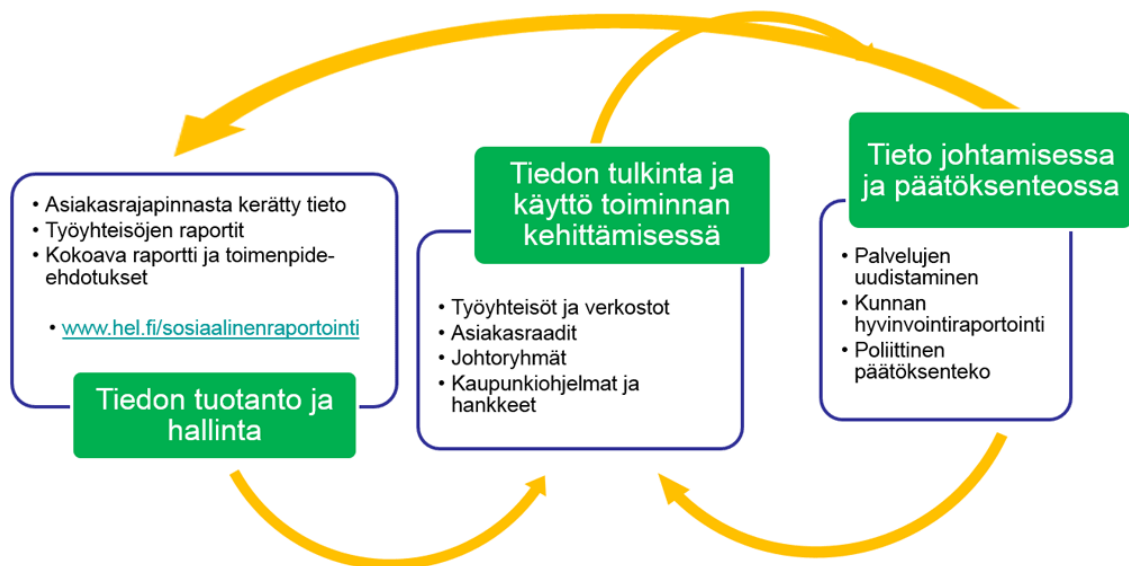 • Asiakasrajapinnasta kerätty tieto
• Työyhteisöjen raportit
• Kokoava raportti ja toimenpide-
ehdotukset
• www.hel.fi/sosiaalinenraportointi
Tiedon tuotanto ja
hallinta
Tiedon tulkinta ja
käyttö toiminnan
kehittämisessä
• Työyhteisöt ja verkostot
• Asiakasraadit
• Johtoryhmät
• Kaupunkiohjelmat ja
hankkeet
Tieto johtamisessa
ja päätöksenteossa
• Palvelujen
uudistaminen
• Kunnan
hyvinvointiraportointi
• Poliittinen
päätöksenteko